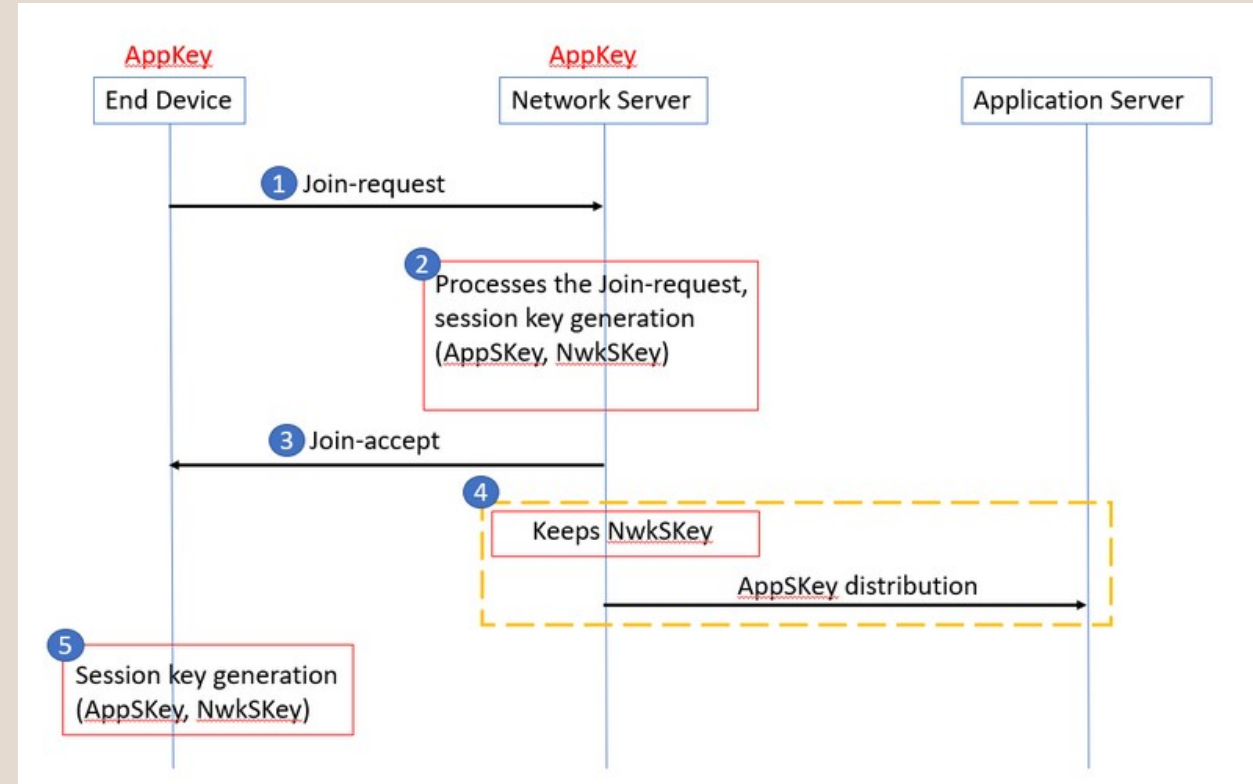 AppKey
AppKey
End Device
Network Server
Application Server
1 Join-request
2
Processes the Join-request,
session key generation
(AppSKey, NwkSKey)
3 Join-accept
4
Keeps NwkSKey
AppSKey distribution
5
Session key generation
(AppSKey, NwkSKey)